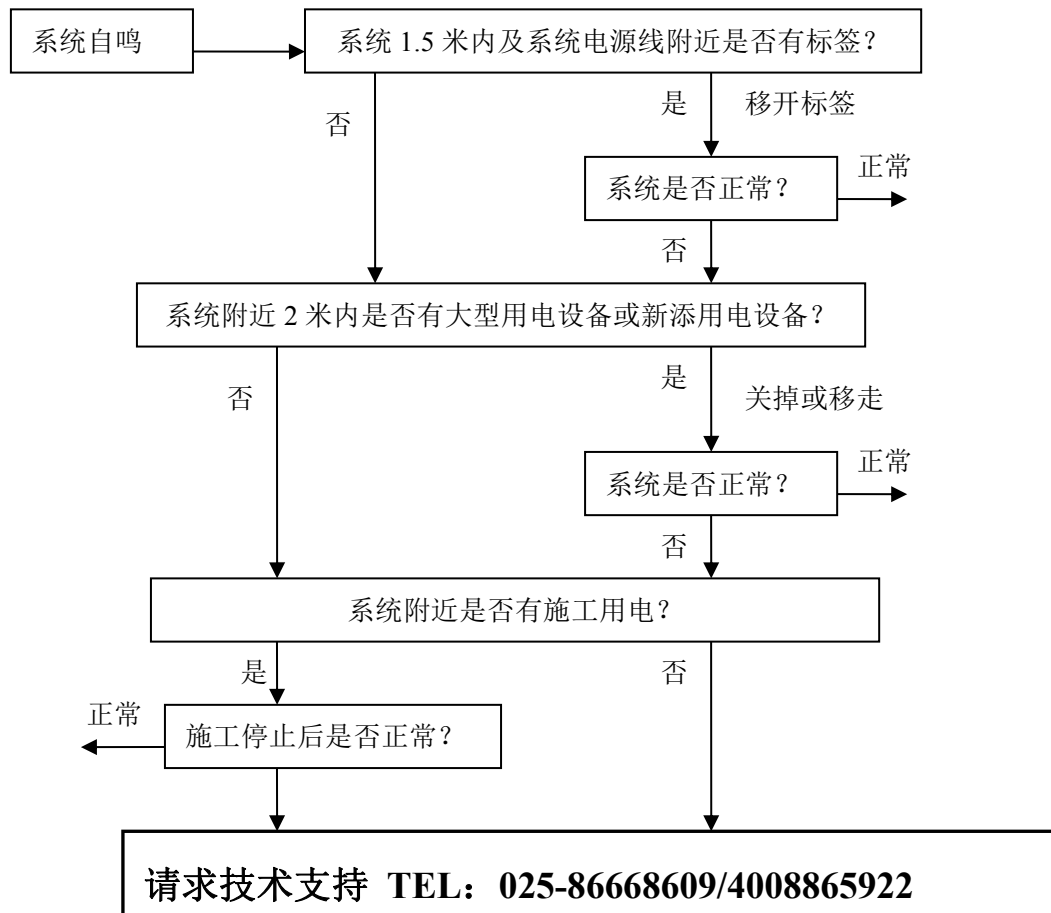 系统自鸣
系统 1.5 米内及系统电源线附近是否有标签？
否
是
移开标签
系统是否正常？
正常
否
系统附近 2 米内是否有大型用电设备或新添用电设备？
否
是
关掉或移走
系统是否正常？
正常
否
系统附近是否有施工用电？
是
否
正常
施工停止后是否正常？
请求技术支持 TEL：025-86668609/4008865922